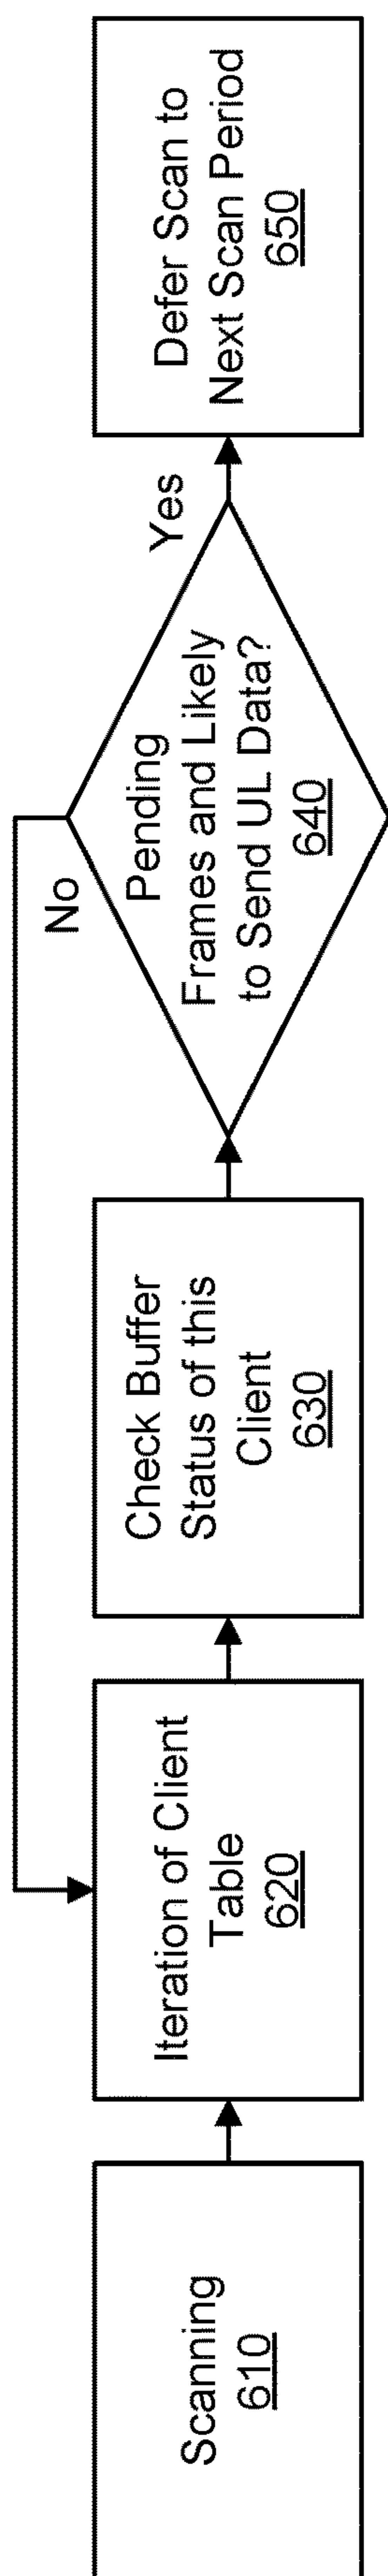 Scanning
610
Iteration of Client
Table
620
Check Buffer
Status of this
Client
630
Pending
Frames and Likely
to Send UL Data?
640
No
Yes
Defer Scan to
Next Scan Period
650